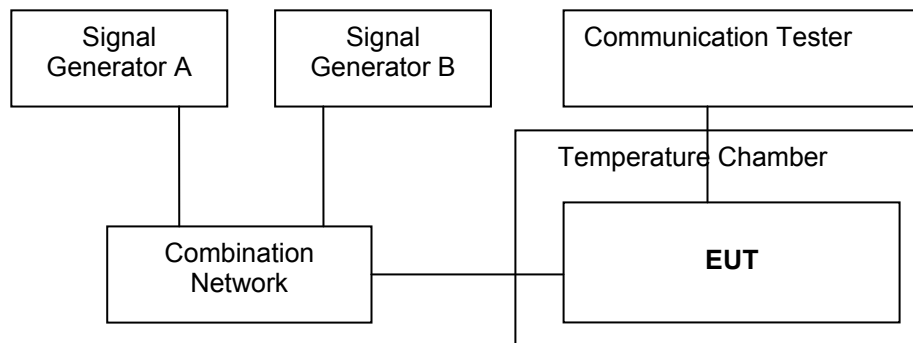 Signal
Generator A
Signal
Generator B
Communication Tester
Temperature Chamber
Combination
Network
EUT